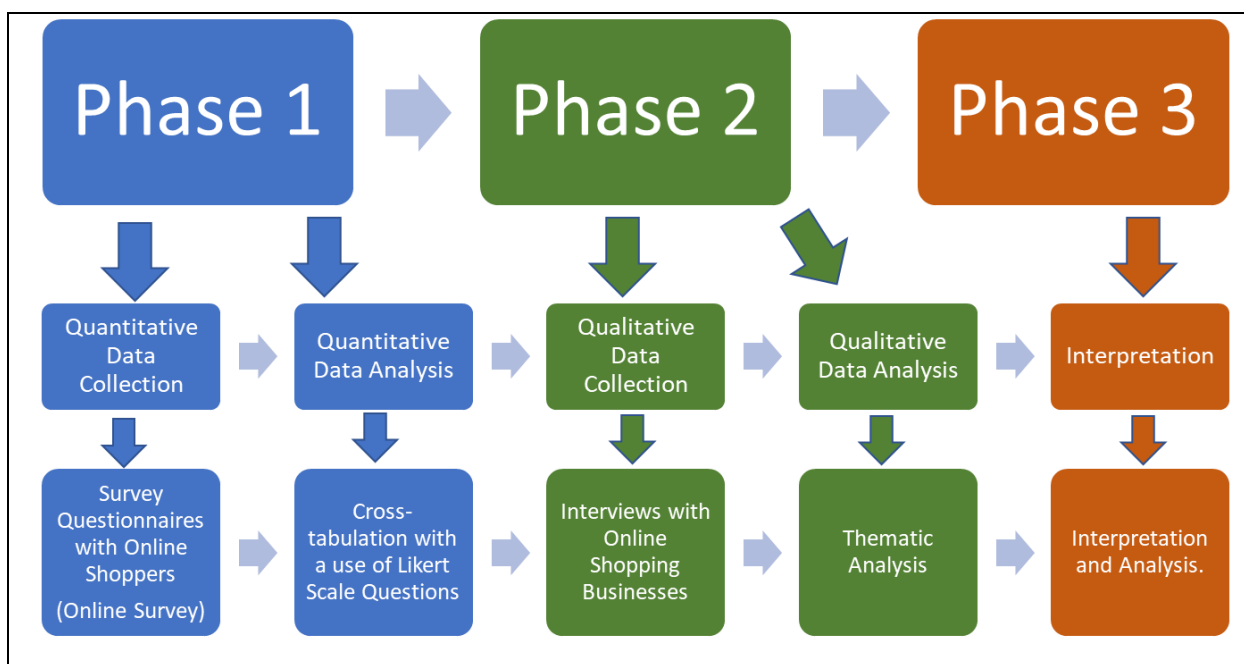 Phase 1
Phase 2
Phase 3
Quantitative
Data
Collection
Quantitative
Data Analysis
Qualitative
Data
Collection
Qualitative
Data Analysis
Interpretation
Survey
Questionnaires
with Online
Shoppers
(Online Survey)
Cross-
tabulation with
a use of Likert
Scale Questions
Interviews with
Online
Shopping
Businesses
Thematic
Analysis
Interpretation
and Analysis.